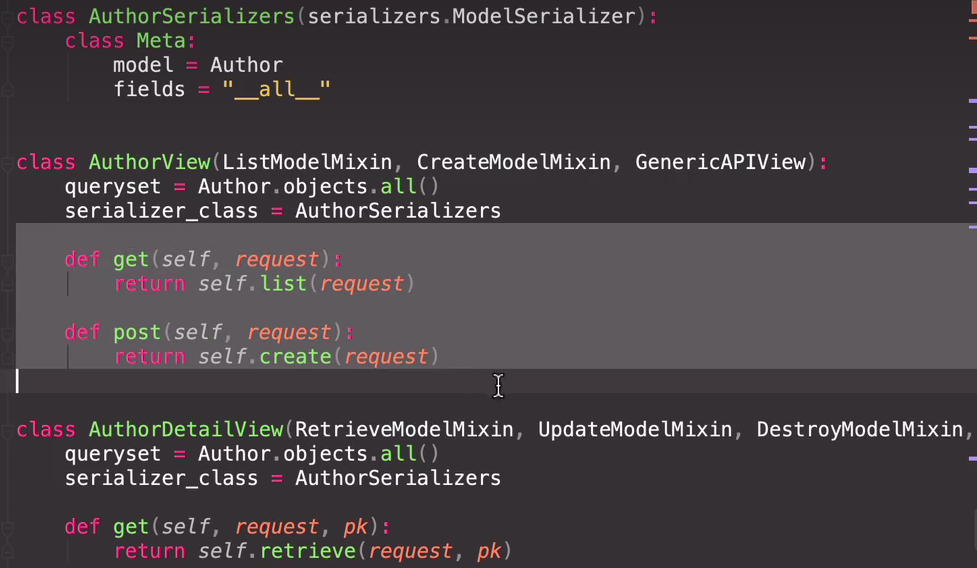 class AuthorSerializers(serializers.ModelSerializer):
    class Meta:
        model = Author
        fields = "__all__"
class AuthorView(ListModelMixin, CreateModelMixin, GenericAPIView):
    queryset = Author.objects.all()
    serializer_class = AuthorSerializers
    def get(self, request):
        return self.list(request)
    def post(self, request):
        return self.create(request)
class AuthorDetailView(RetrieveModelMixin, UpdateModelMixin, DestroyModelMixin,
    queryset = Author.objects.all()
    serializer_class = AuthorSerializers
    def get(self, request, pk):
        return self.retrieve(request, pk)